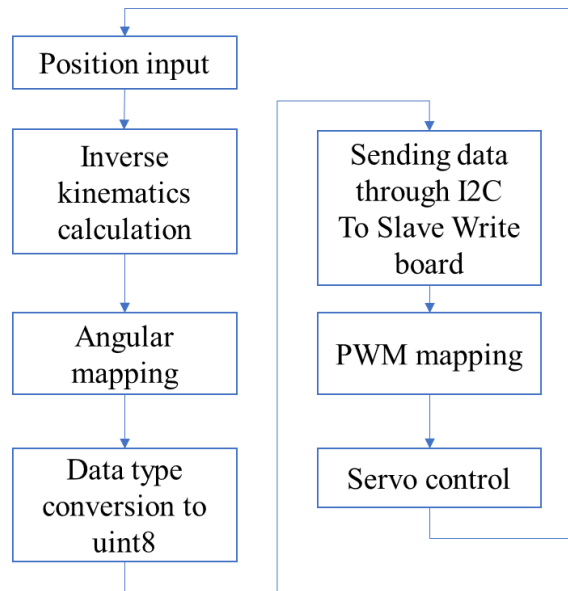 Position input
Inverse
kinematics
calculation
Angular
mapping
Data type
conversion to
uint8
Sending data
through I2C
To Slave Write
board
PWM mapping
Servo control